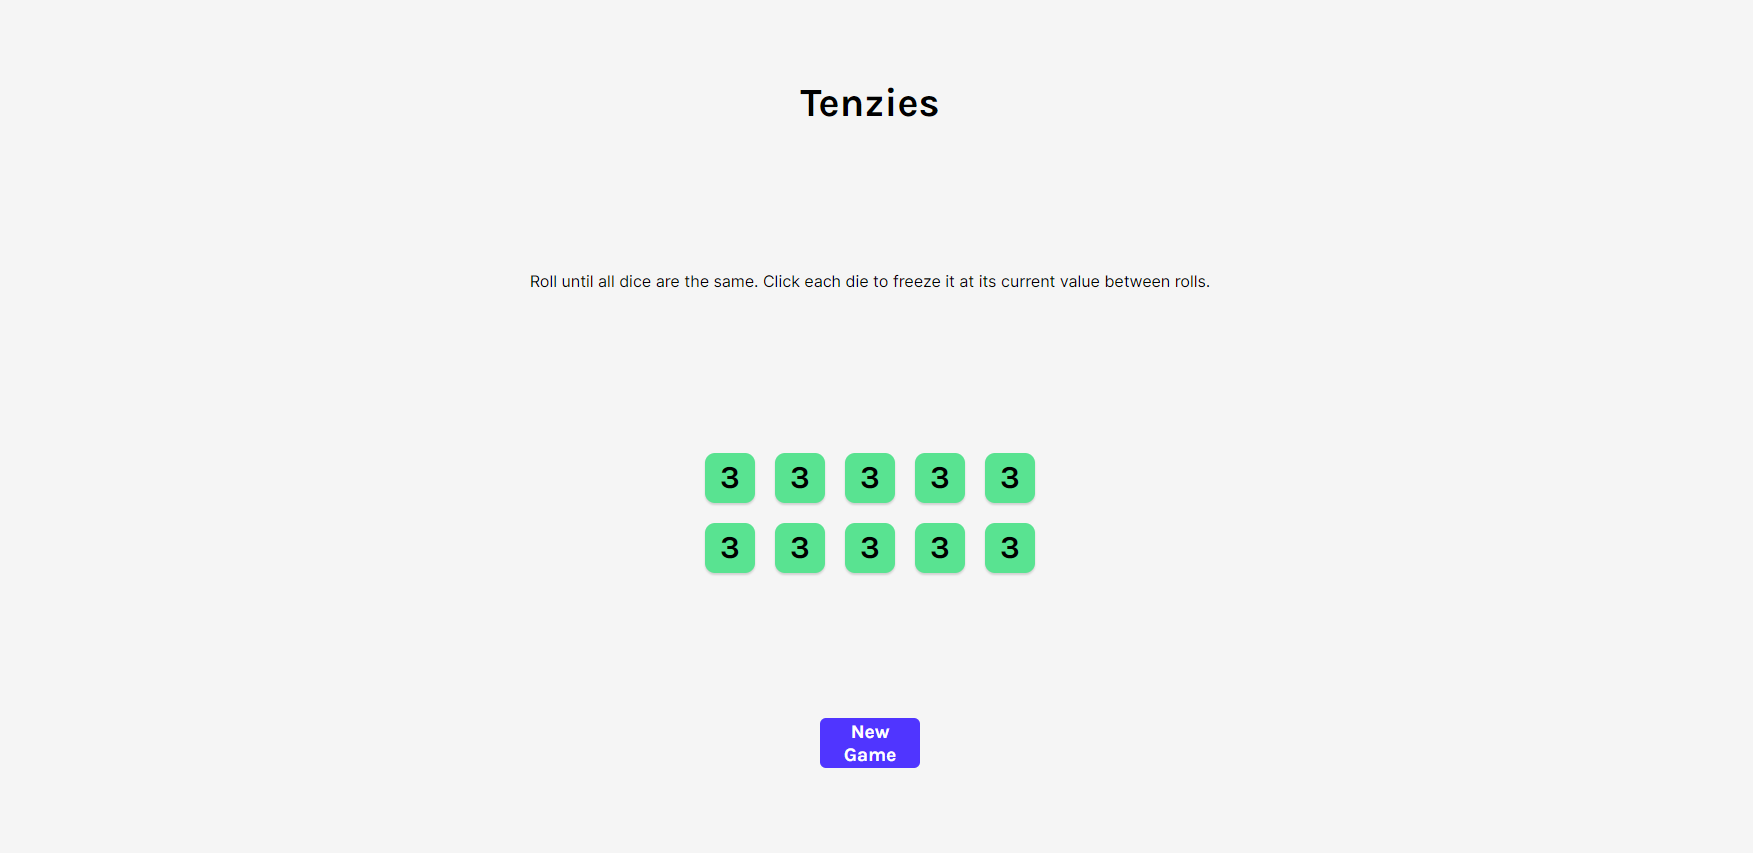 Tenzies
Roll until all dice are the same. Click each die to freeze it at its current value between rolls.
3 3 3 3 3
3 3 3 3 3
New
Game